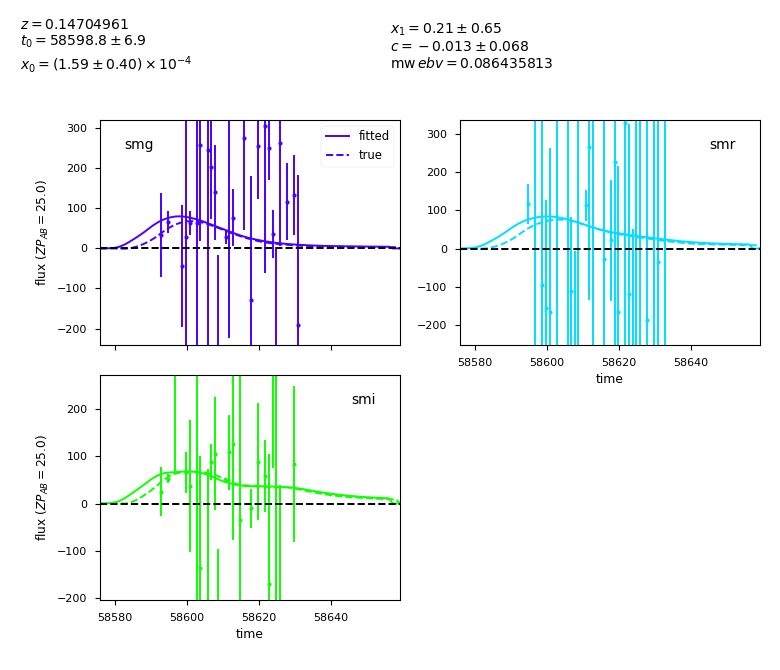 z = 0.14704961
t₀ = 58598.8 ± 6.9
x₀ = (1.59 ± 0.40) × 10⁻⁴
x₁ = 0.21 ± 0.65
c = −0.013 ± 0.068
mw ebv = 0.086435813
smg
fitted
true
300
200
100
0
−100
−200
flux (ZP_AB = 25.0)
smr
300
200
100
0
−100
−200
58580 58600 58620 58640
time
smi
200
100
0
−100
−200
flux (ZP_AB = 25.0)
58580 58600 58620 58640
time